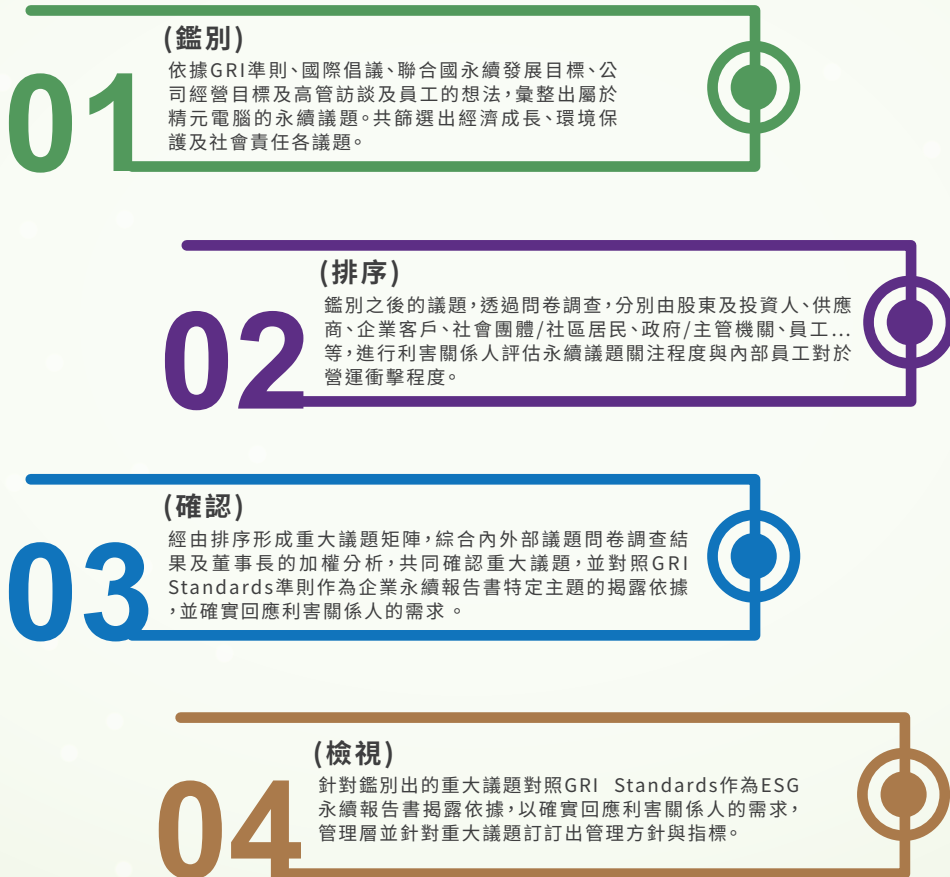 (鑑別)
01
依據GRI準則、國際倡議、聯合國永續發展目標、公
司經營目標及高管訪談及員工的想法,彙整出屬於
精元電腦的永續議題。共篩選出經濟成長、環境保
護及社會責任各議題。
(排序)
02
鑑別之後的議題,透過問卷調查,分別由股東及投資人、供應
商、企業客戶、社會團體/社區居民、政府/主管機關、員工...
等,進行利害關係人評估永續議題關注程度與內部員工對於
營運衝擊程度。
(確認)
03
經由排序形成重大議題矩陣,綜合內外部議題問卷調查結
果及董事長的加權分析,共同確認重大議題,並對照GRI
Standards準則作為企業永續報告書特定主題的揭露依據
,並確實回應利害關係人的需求。
(檢視)
04
針對鑑別出的重大議題對照GRI Standards作為ESG
永續報告書揭露依據,以確實回應利害關係人的需求,
管理層並針對重大議題訂訂出管理方針與指標。